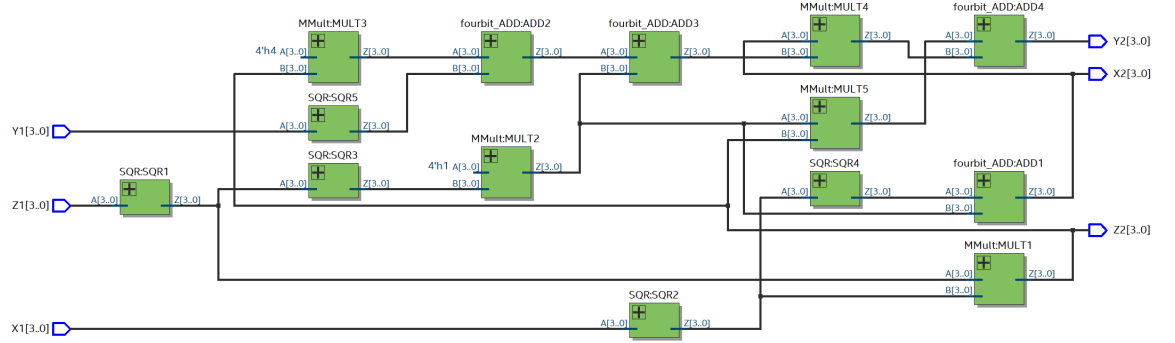 MMult:MULT3
4'h4 A[3..0] Z[3..0]
B[3..0]
fourbit_ADD:ADD2
A[3..0] Z[3..0]
B[3..0]
fourbit_ADD:ADD3
A[3..0] Z[3..0]
B[3..0]
MMult:MULT4
A[3..0] Z[3..0]
B[3..0]
fourbit_ADD:ADD4
A[3..0] Z[3..0]
B[3..0]
Y2[3..0]
X2[3..0]
SQR:SQR5
A[3..0] Z[3..0]
Y1[3..0]
MMult:MULT5
A[3..0] Z[3..0]
B[3..0]
MMult:MULT2
4'h1 A[3..0] Z[3..0]
B[3..0]
SQR:SQR3
A[3..0] Z[3..0]
SQR:SQR4
A[3..0] Z[3..0]
fourbit_ADD:ADD1
A[3..0] Z[3..0]
B[3..0]
SQR:SQR1
Z1[3..0]
A[3..0] Z[3..0]
Z2[3..0]
MMult:MULT1
A[3..0] Z[3..0]
B[3..0]
SQR:SQR2
X1[3..0]
A[3..0] Z[3..0]